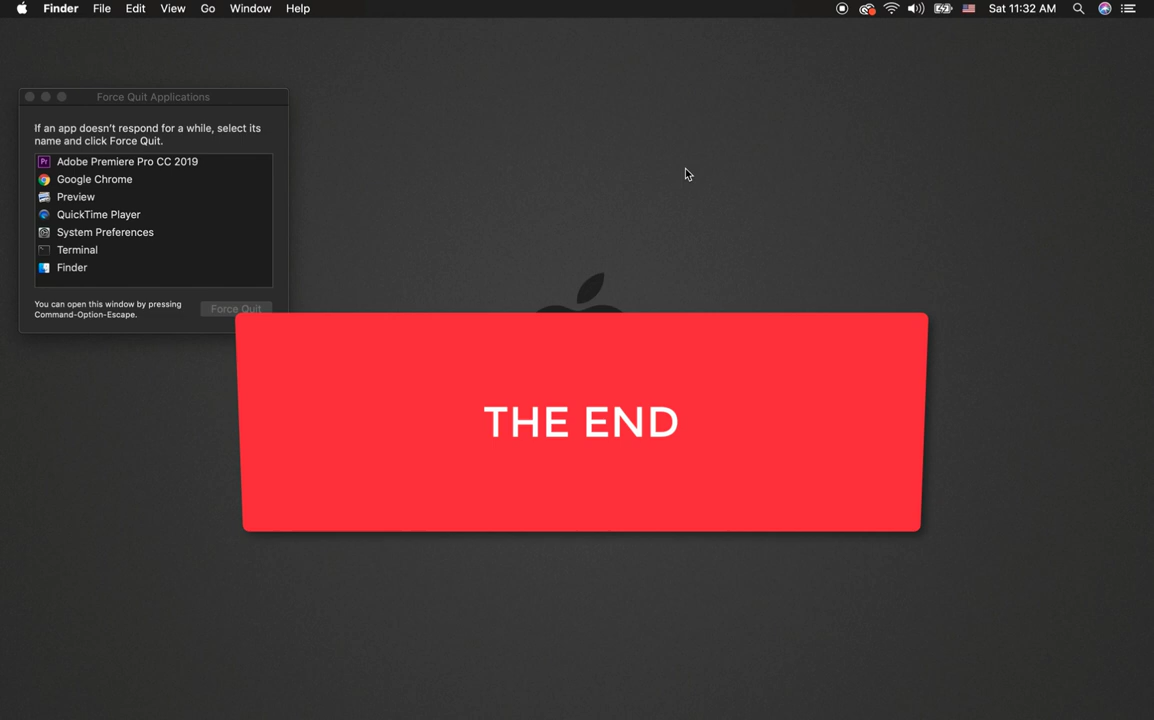 Finder File Edit View Go Window Help Sat 11:32 AM
Force Quit Applications
If an app doesn't respond for a while, select its
name and click Force Quit.
Pr Adobe Premiere Pro CC 2019
Google Chrome
Preview
QuickTime Player
System Preferences
Terminal
Finder
You can open this window by pressing
Command-Option-Escape.
Force Quit
THE END